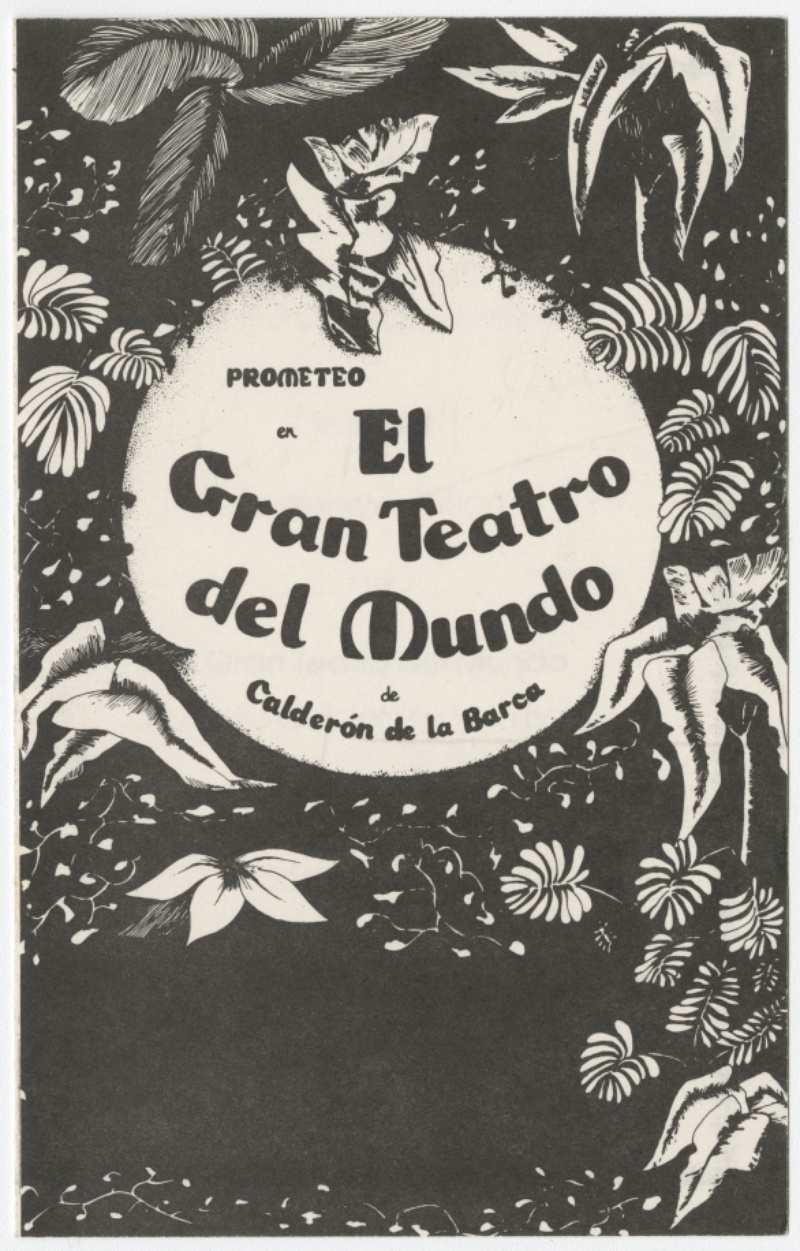 PROMETEO
en El
Gran Teatro
del Mundo
de
Calderón de la Barca